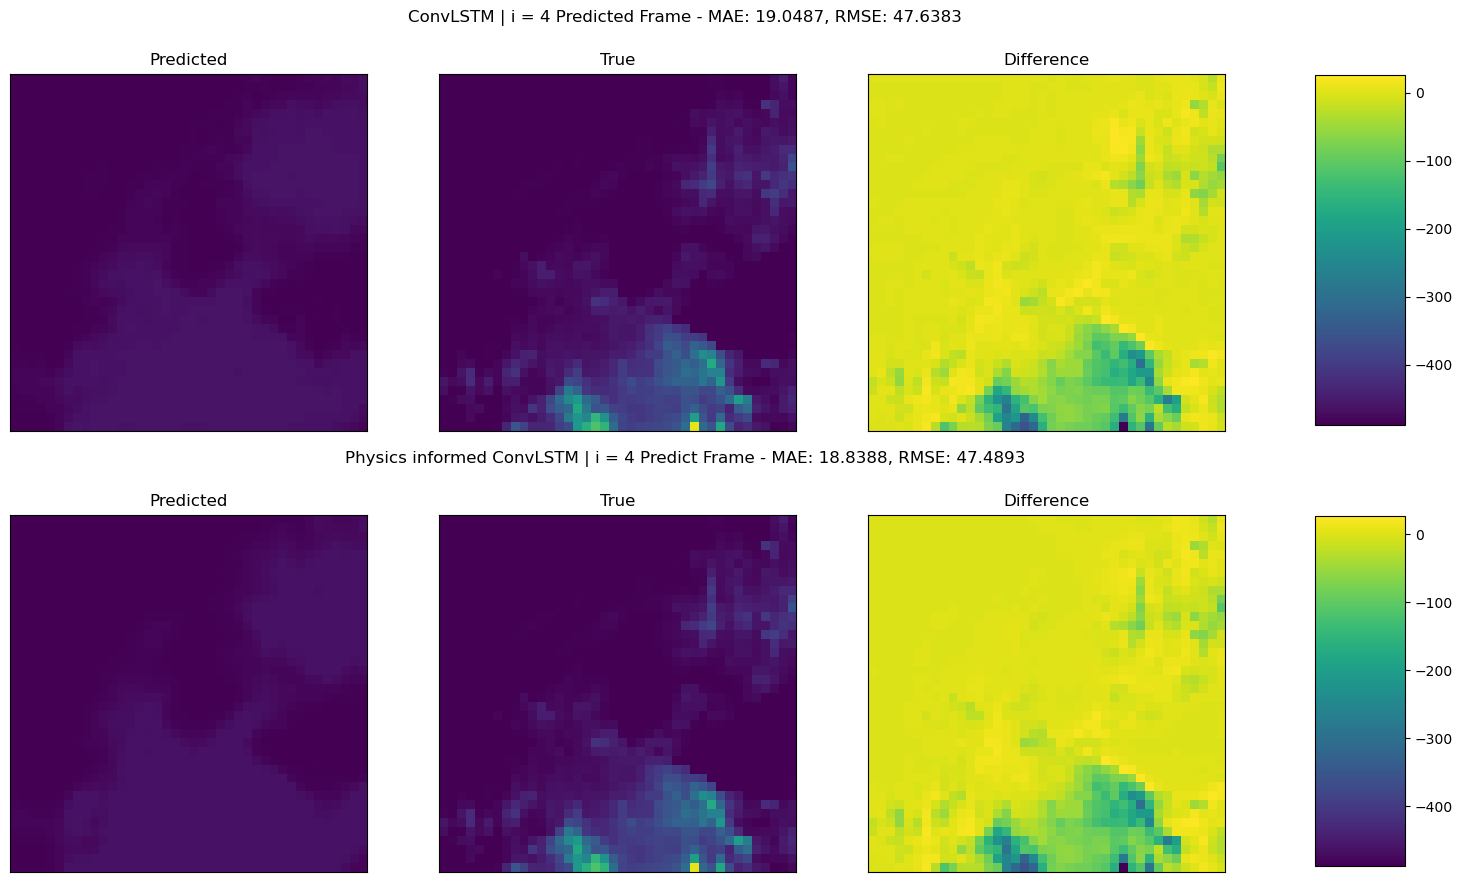 ConvLSTM | i = 4 Predicted Frame - MAE: 19.0487, RMSE: 47.6383
Predicted
True
Difference
0
−100
−200
−300
−400
Physics informed ConvLSTM | i = 4 Predict Frame - MAE: 18.8388, RMSE: 47.4893
Predicted
True
Difference
0
−100
−200
−300
−400